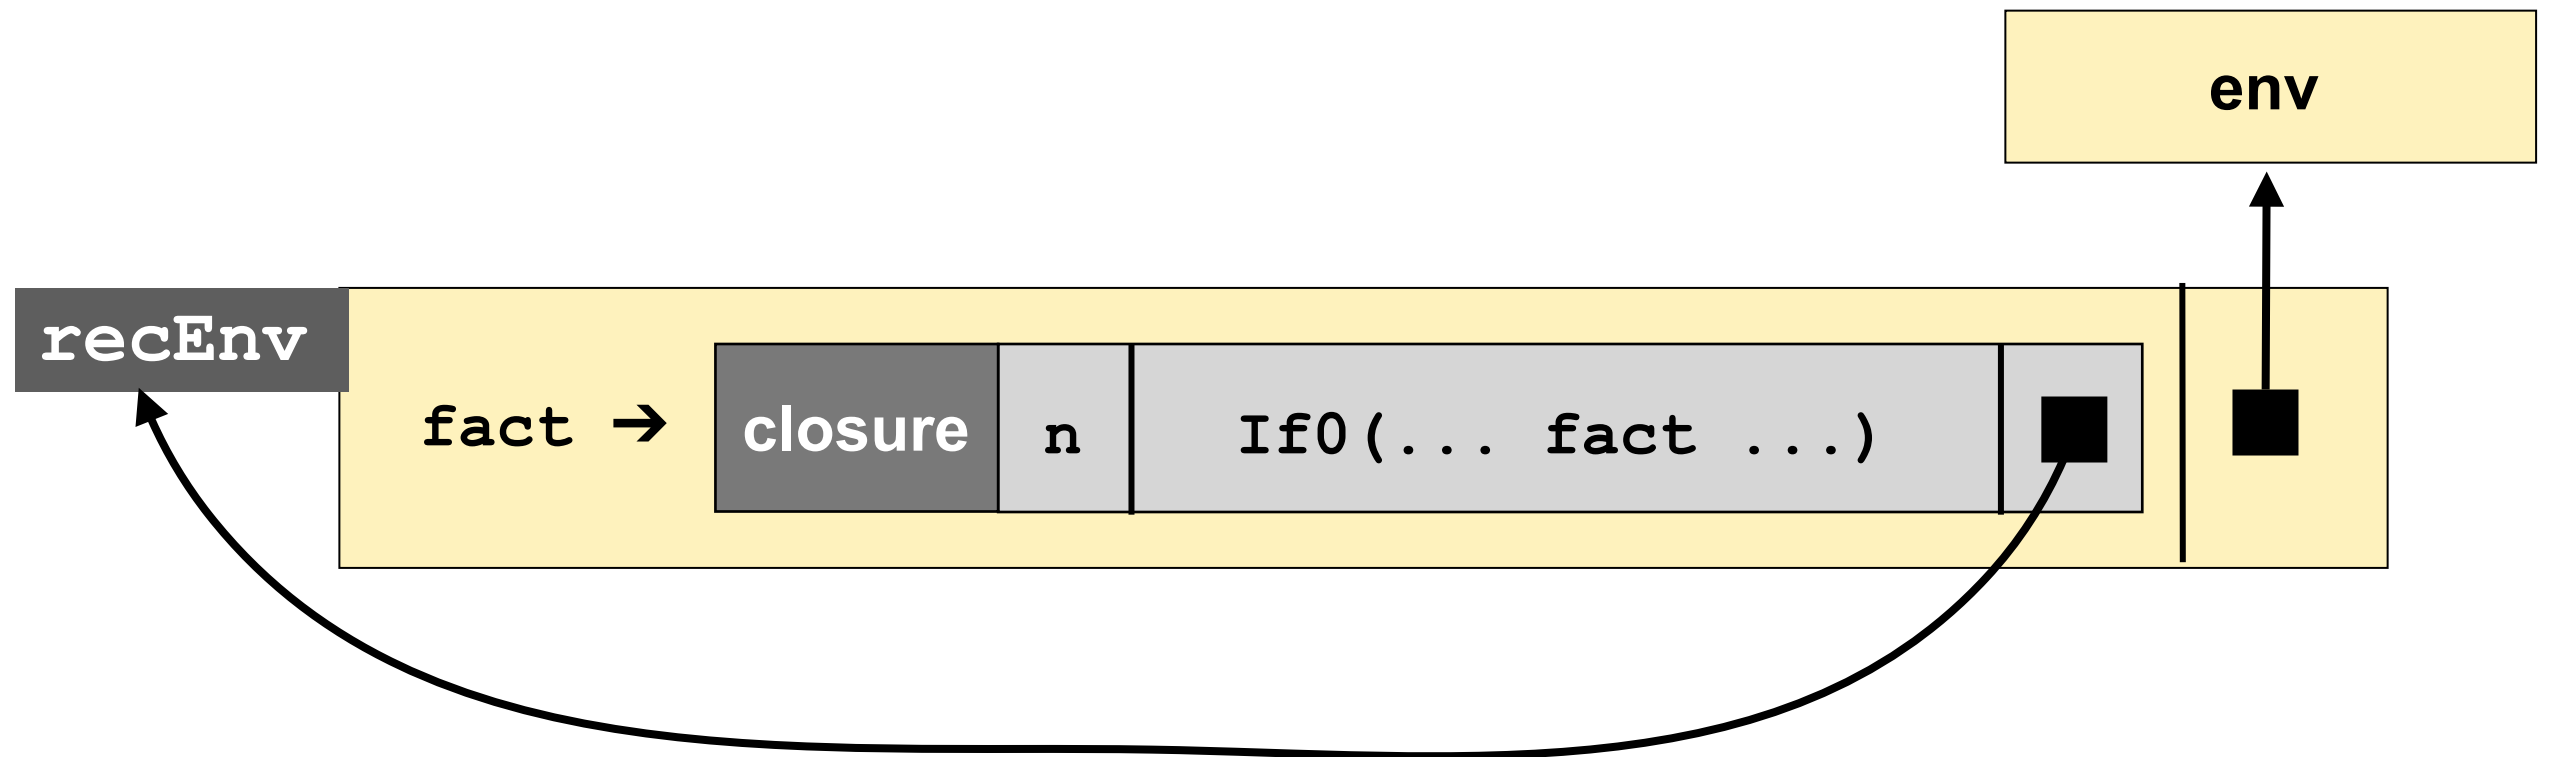 env
recEnv
fact ➔ closure n If0(... fact ...)